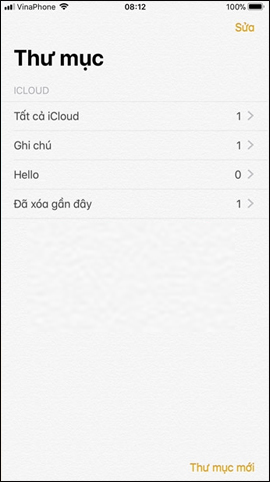 VinaPhone 08:12 100%
Sửa
Thư mục
ICLOUD
Tất cả iCloud 1
Ghi chú 1
Hello 0
Đã xóa gần đây 1
Thư mục mới